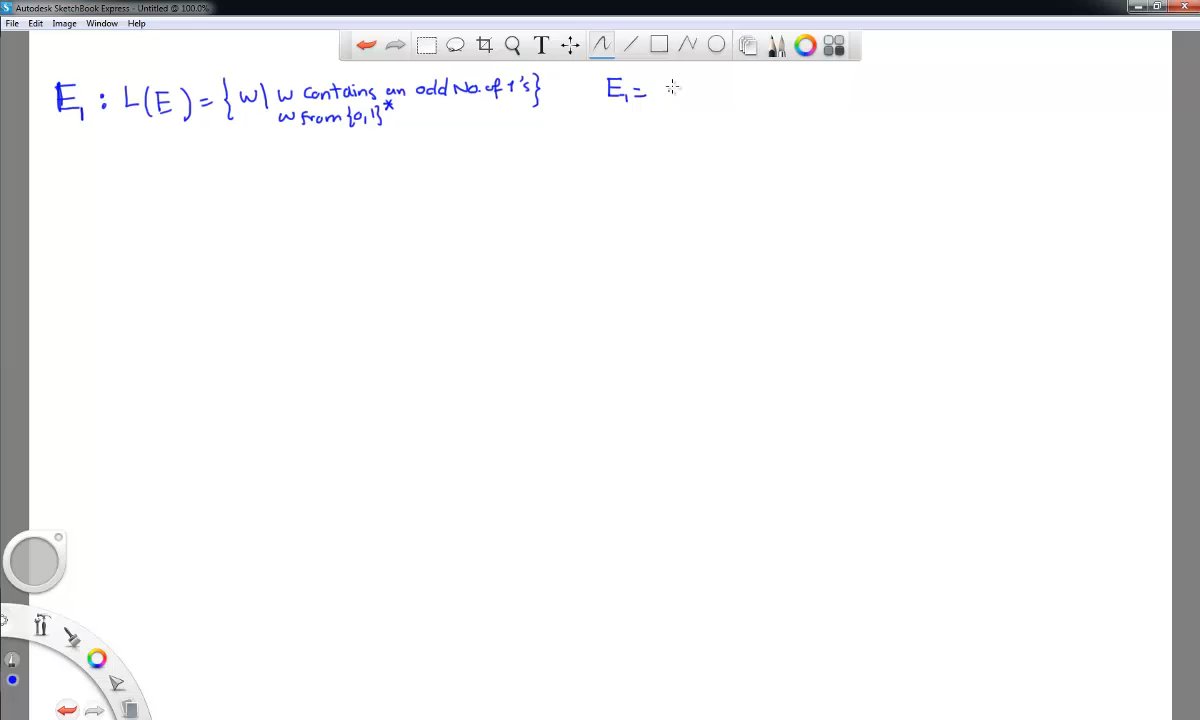 Autodesk SketchBook Express - Untitled @ 100.0%
File Edit Image Window Help
T
E₁ : L(E) = {w| w contains an odd No. of 1's} E₁ =
w from {0,1}*